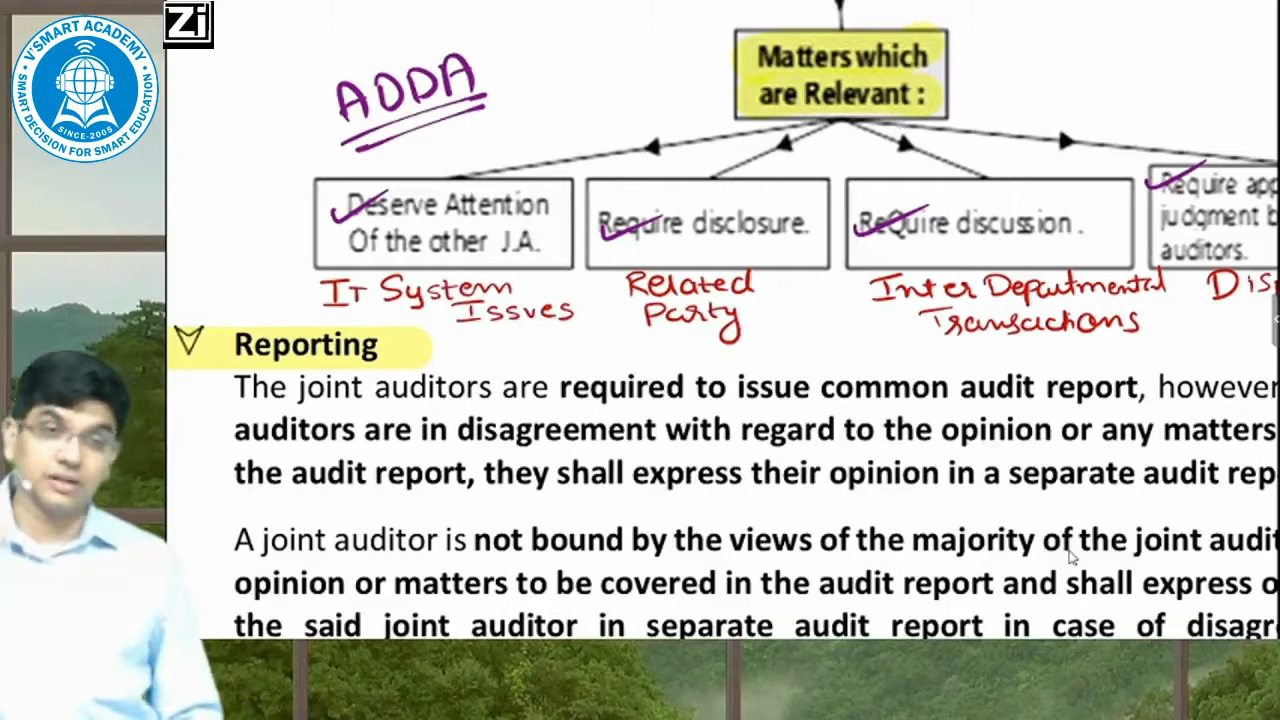 V'SMART ACADEMY
SMART DECISION FOR SMART EDUCATION
SINCE-2005
Zj
ADDA
Matters which
are Relevant :
Deserve Attention
Of the other J.A.
Require disclosure.
ReQuire discussion .
Require app
judgment b
auditors.
IT System
Issues
Related
Party
Inter Departmental
Transactions
Dis
Reporting
The joint auditors are required to issue common audit report, however
auditors are in disagreement with regard to the opinion or any matters
the audit report, they shall express their opinion in a separate audit rep
A joint auditor is not bound by the views of the majority of the joint audit
opinion or matters to be covered in the audit report and shall express o
the said joint auditor in separate audit report in case of disagr